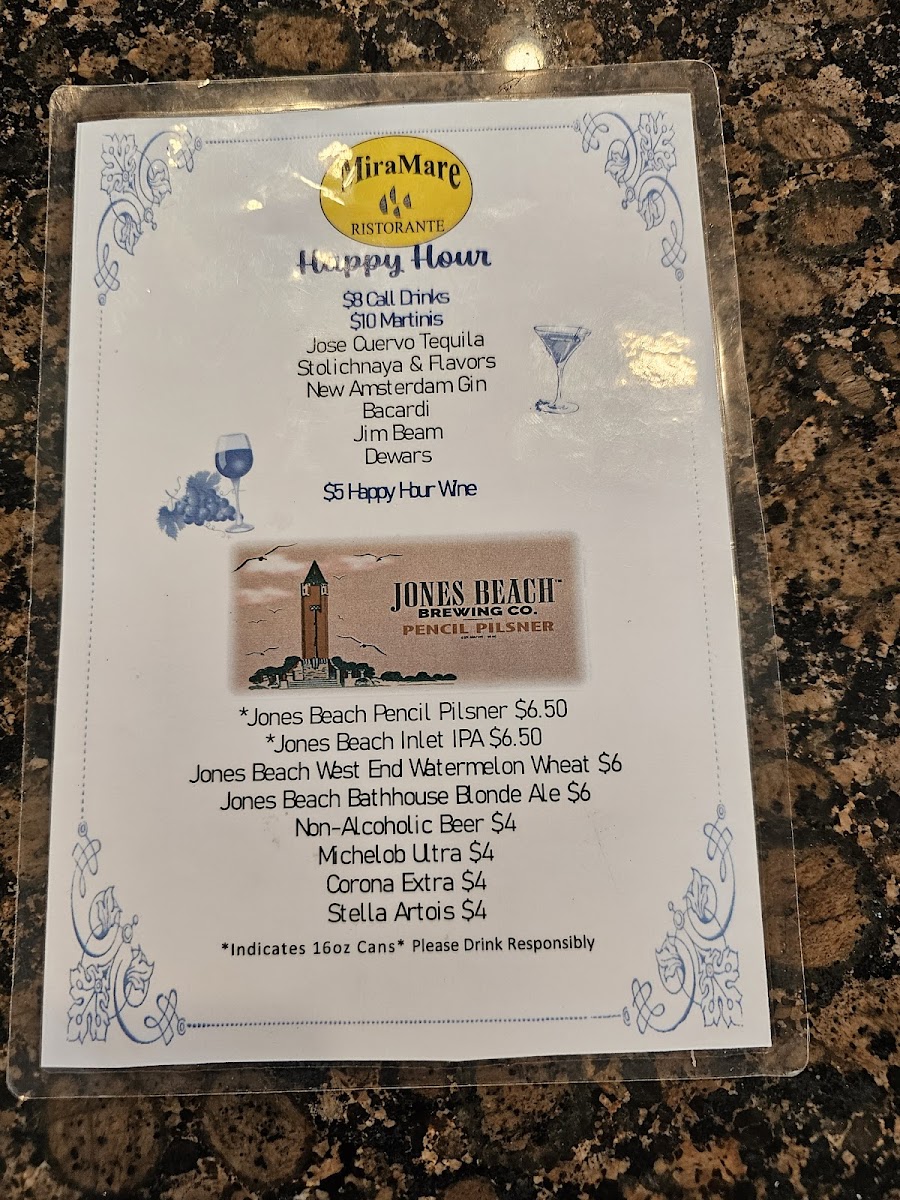 MiraMare
RISTORANTE
Happy Hour
$8 Call Drinks
$10 Martinis
Jose Cuervo Tequila
Stolichnaya & Flavors
New Amsterdam Gin
Bacardi
Jim Beam
Dewars
$5 Happy Hour Wine
JONES BEACH™
BREWING CO.
PENCIL PILSNER
*Jones Beach Pencil Pilsner $6.50
*Jones Beach Inlet IPA $6.50
Jones Beach West End Watermelon Wheat $6
Jones Beach Bathhouse Blonde Ale $6
Non-Alcoholic Beer $4
Michelob Ultra $4
Corona Extra $4
Stella Artois $4
*Indicates 16oz Cans* Please Drink Responsibly